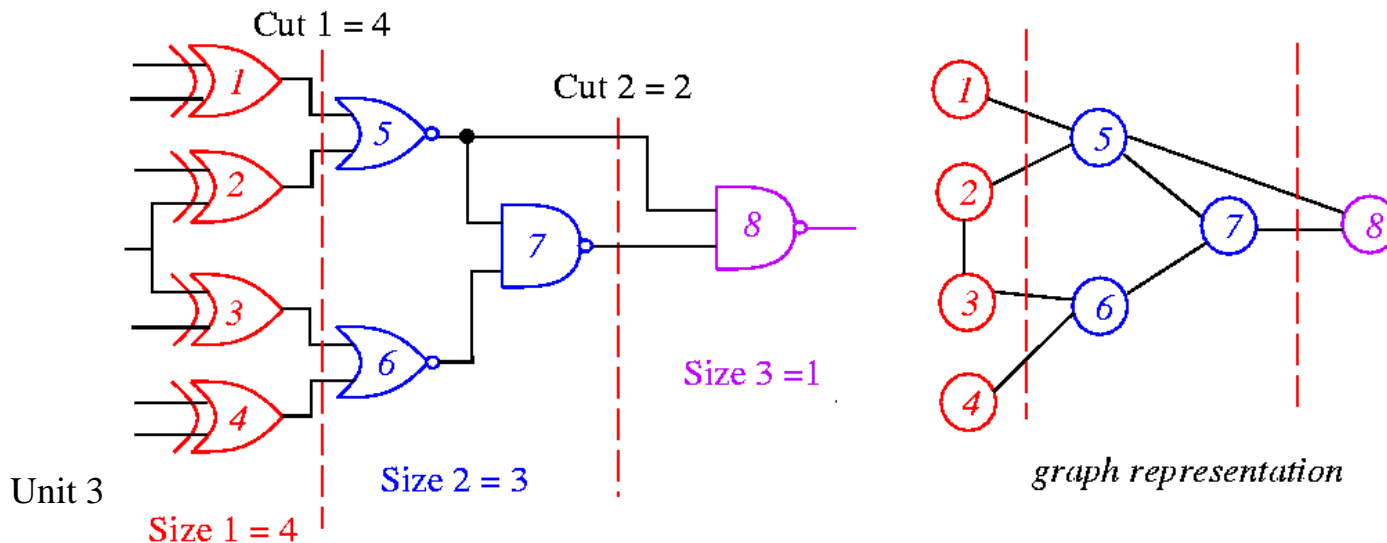 Cut 1 = 4
1
5
Cut 2 = 2
2
7
8
3
6
4
Size 3 =1
Size 2 = 3
Unit 3
Size 1 = 4
1
5
2
7
8
3
6
4
graph representation